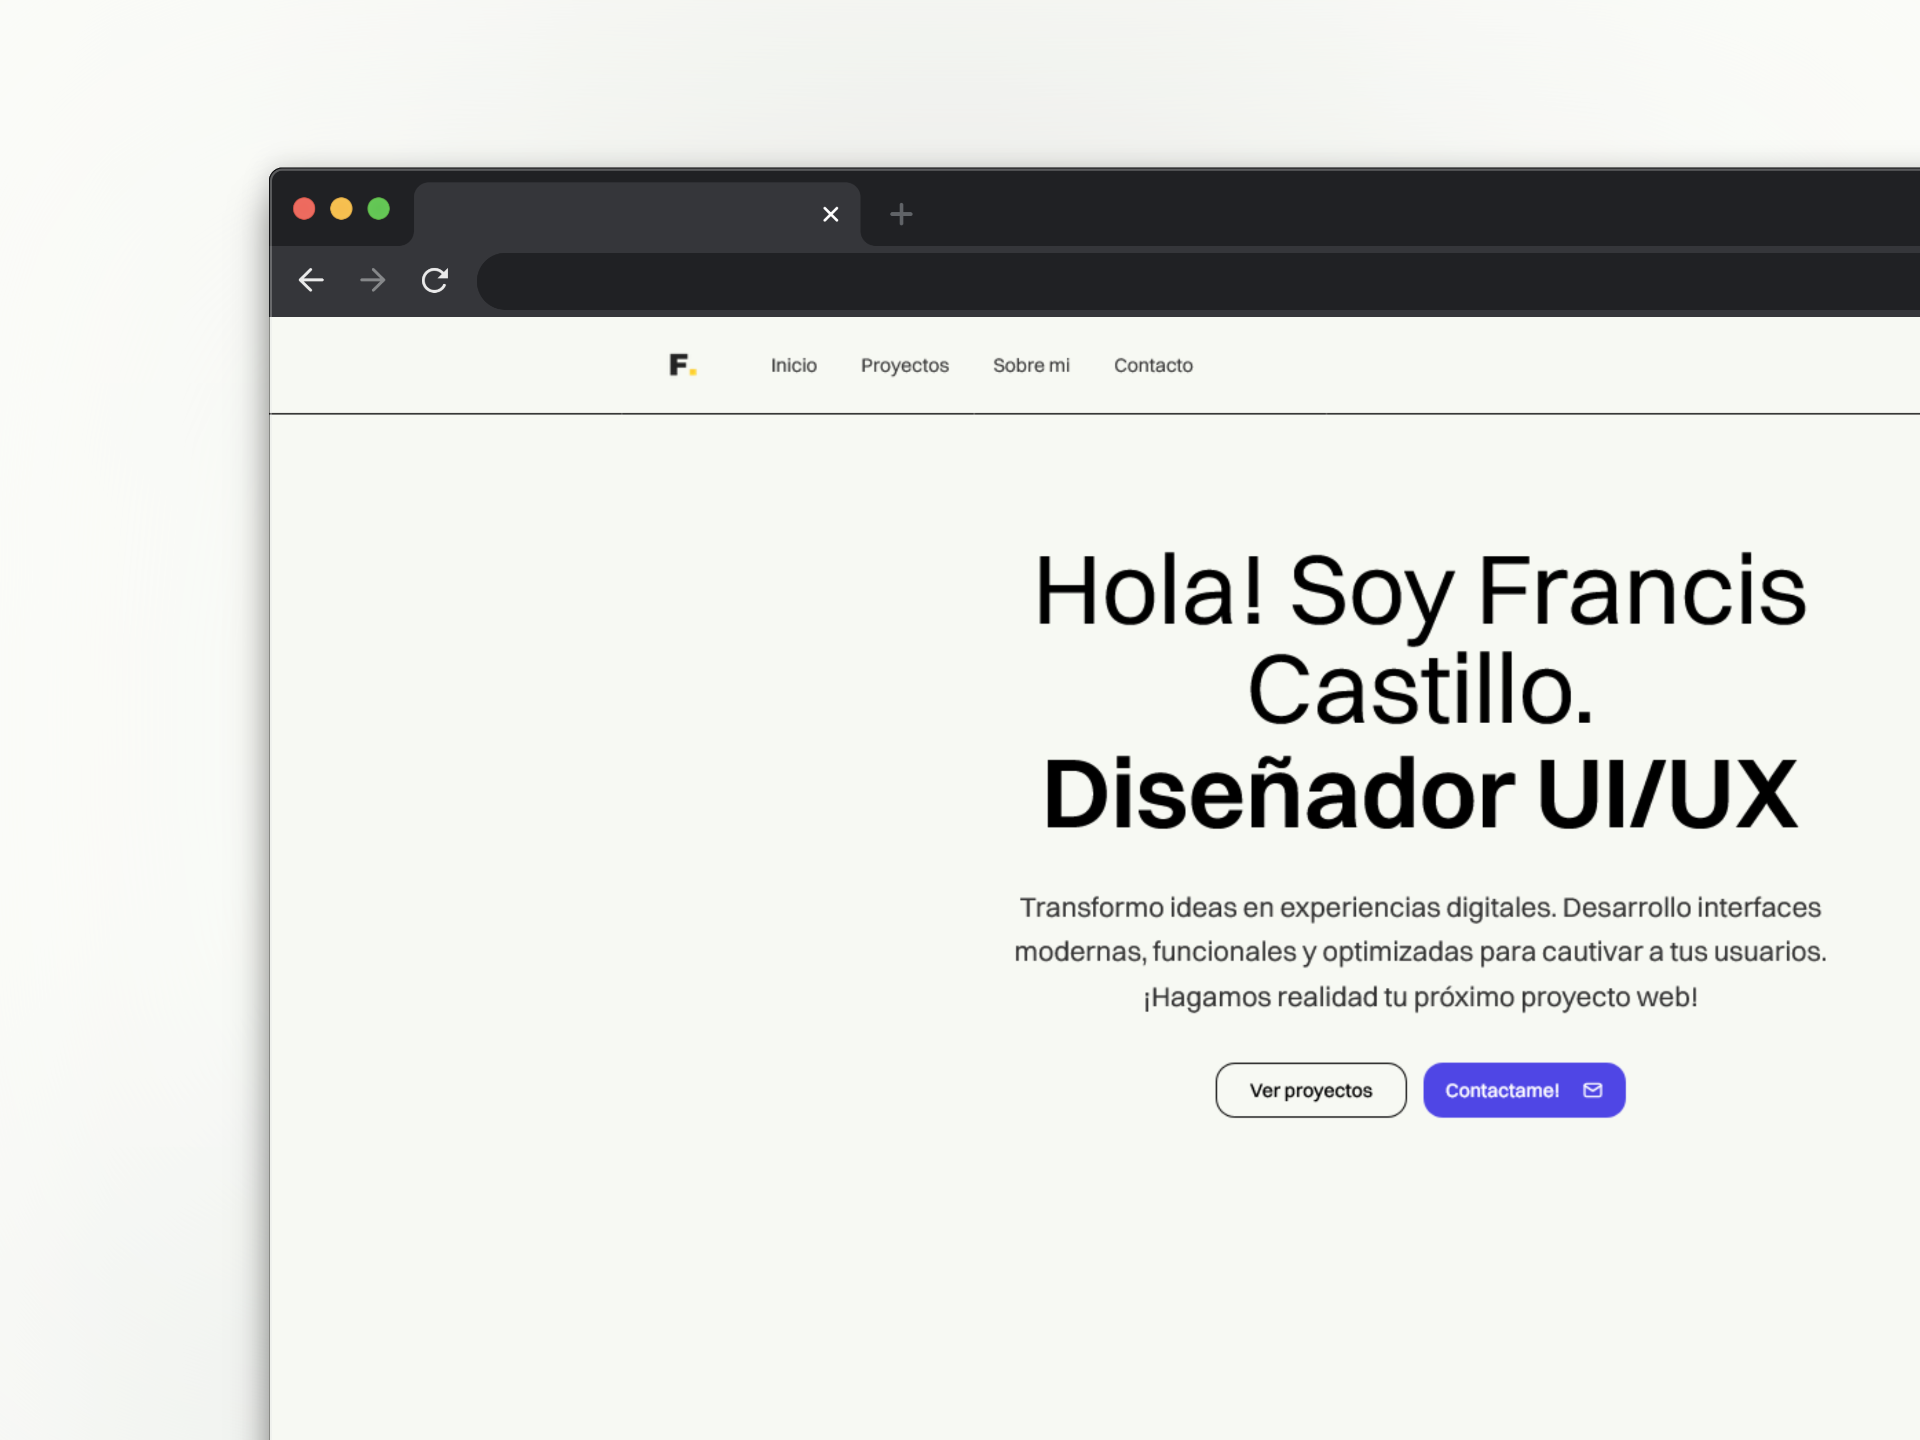 F.
Inicio
Proyectos
Sobre mi
Contacto
Hola! Soy Francis
Castillo.
Diseñador UI/UX
Transformo ideas en experiencias digitales. Desarrollo interfaces
modernas, funcionales y optimizadas para cautivar a tus usuarios.
¡Hagamos realidad tu próximo proyecto web!
Ver proyectos
Contactame!